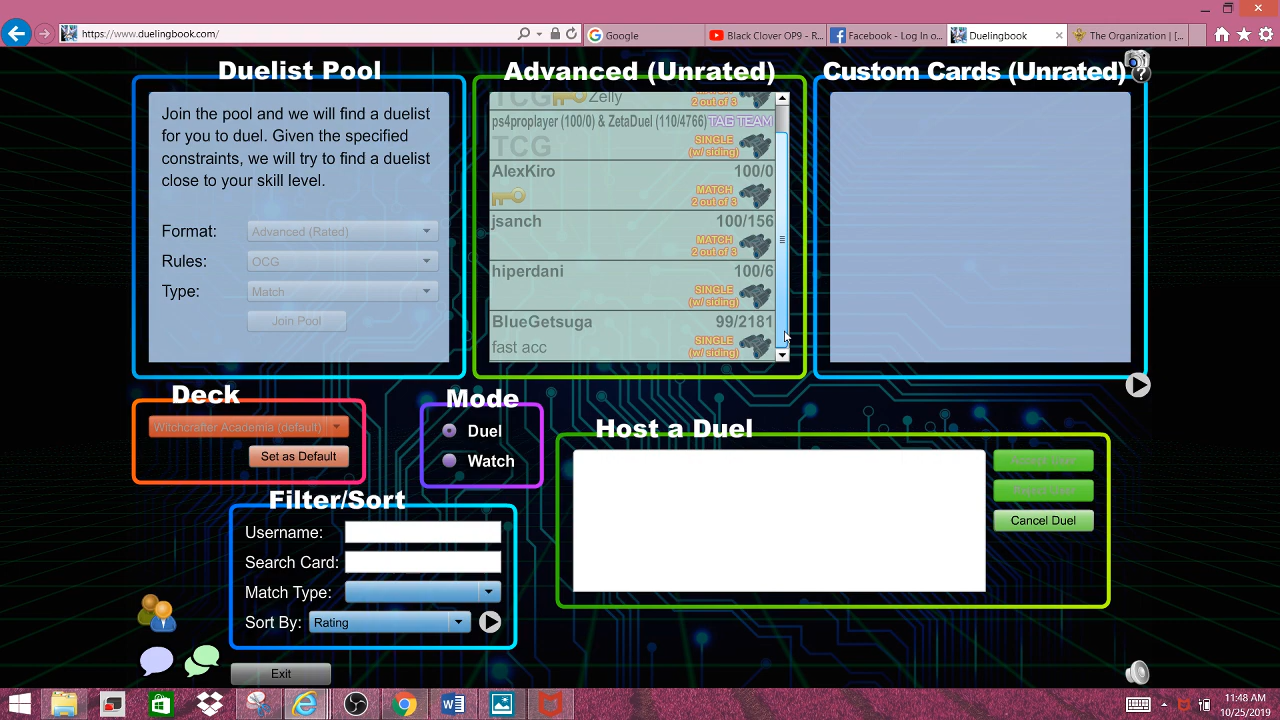 https://www.duelingbook.com/
Google
Black Clover OP9 - R...
Facebook - Log In o...
Duelingbook
The Organization | [...
Duelist Pool
Join the pool and we will find a duelist
for you to duel. Given the specified
constraints, we will try to find a duelist
close to your skill level.
Format: Advanced (Rated)
Rules: OCG
Type: Match
Join Pool
Advanced (Unrated)
TCG Zelly MATCH
2 out of 3
ps4proplayer (100/0) & ZetaDuel (110/4766) TAG TEAM
TCG SINGLE
(w/ siding)
AlexKiro 100/0
MATCH
2 out of 3
jsanch 100/156
MATCH
2 out of 3
hiperdani 100/6
SINGLE
(w/ siding)
BlueGetsuga 99/2181
fast acc SINGLE
(w/ siding)
Custom Cards (Unrated)
?
Deck
Witchcrafter Academia (default)
Set as Default
Mode
Duel
Watch
Host a Duel
Cancel Duel
Filter/Sort
Username:
Search Card:
Match Type:
Sort By: Rating
Exit
11:48 AM
10/25/2019